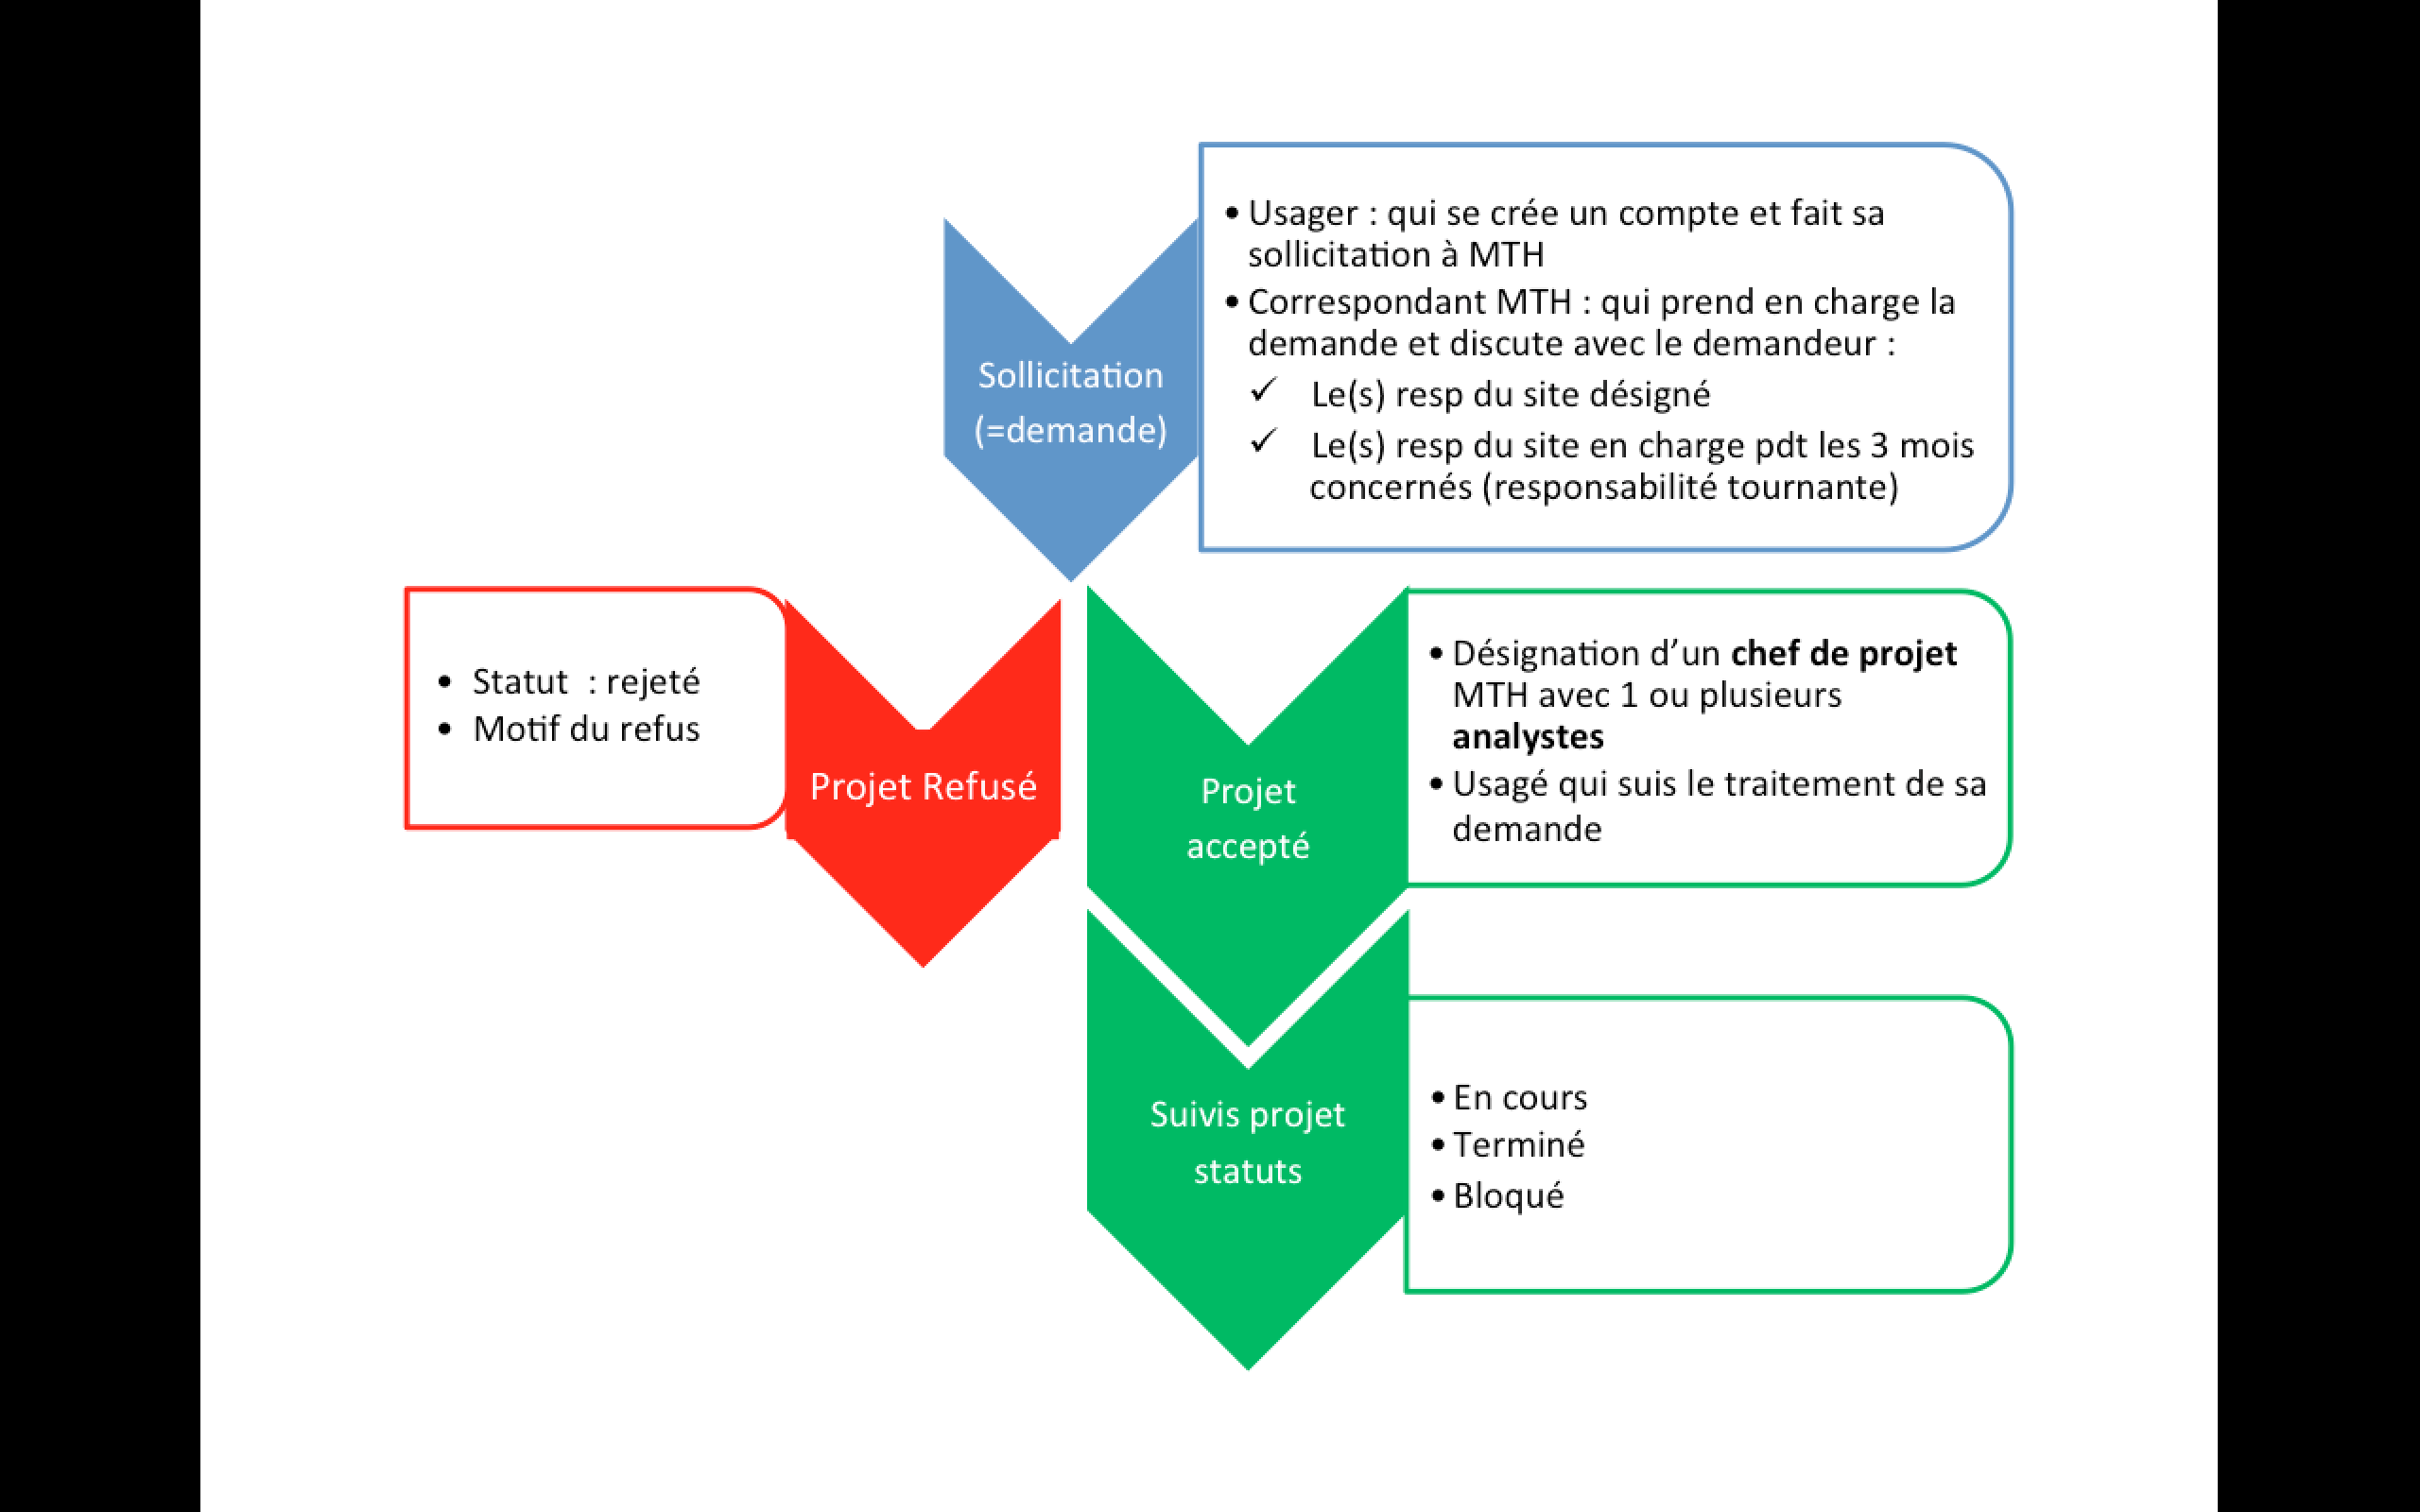 Sollicitation
(=demande)
• Usager : qui se crée un compte et fait sa
sollicitation à MTH
• Correspondant MTH : qui prend en charge la
demande et discute avec le demandeur :
✓ Le(s) resp du site désigné
✓ Le(s) resp du site en charge pdt les 3 mois
concernés (responsabilité tournante)
• Statut  : rejeté
• Motif du refus
Projet Refusé
Projet
accepté
• Désignation d’un chef de projet
MTH avec 1 ou plusieurs
analystes
• Usagé qui suis le traitement de sa
demande
Suivis projet
statuts
• En cours
• Terminé
• Bloqué